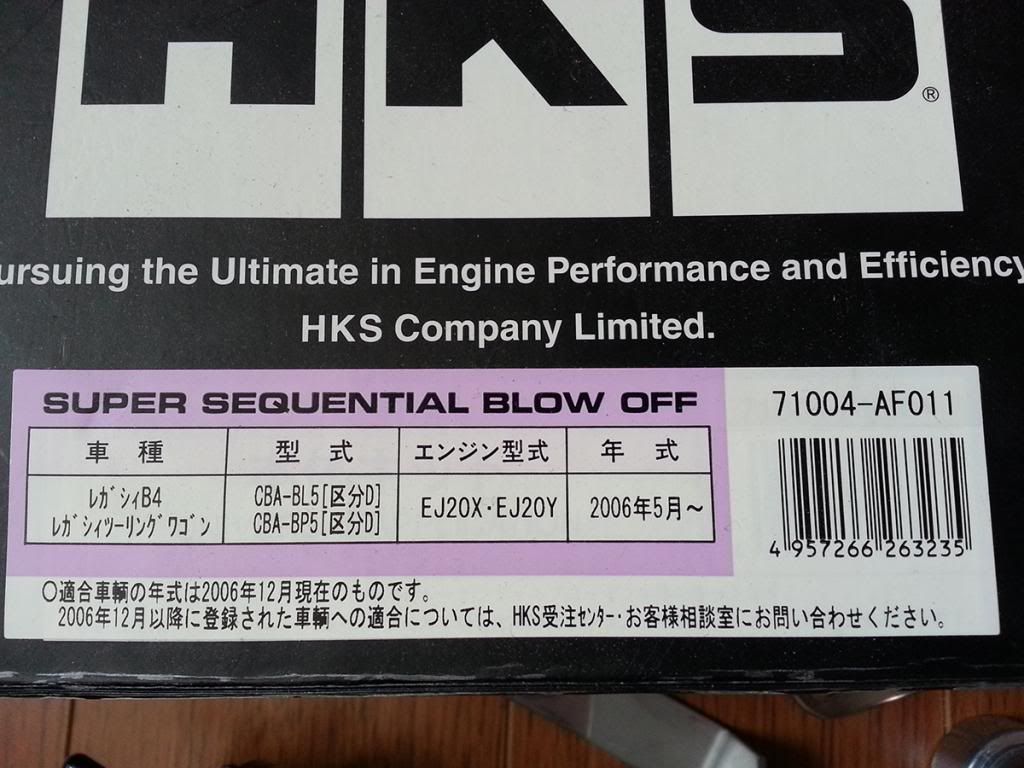 HKS®
ursuing the Ultimate in Engine Performance and Efficiency
HKS Company Limited.
SUPER SEQUENTIAL BLOW OFF
71004-AF011
車種 型式 エンジン型式 年式
レガシィB4 CBA-BL5[区分D] EJ20X・EJ20Y 2006年5月〜
レガシィツーリングワゴン CBA-BP5[区分D]
4 957266 263235
○適合車輌の年式は2006年12月現在のものです。
2006年12月以降に登録された車輌への適合については、HKS受注センター・お客様相談室にお問い合わせください。